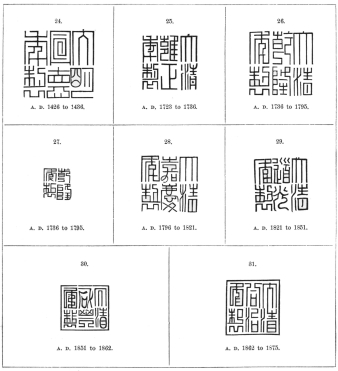 24.
大明
宣德
年製
A. D. 1426 to 1436.
25.
大清
雍正
年製
A. D. 1723 to 1736.
26.
大清
乾隆
年製
A. D. 1736 to 1795.
27.
乾隆
年製
A. D. 1736 to 1795.
28.
大清
嘉慶
年製
A. D. 1796 to 1821.
29.
大清
道光
年製
A. D. 1821 to 1851.
30.
大清
咸豐
年製
A. D. 1851 to 1862.
31.
大清
同治
年製
A. D. 1862 to 1875.